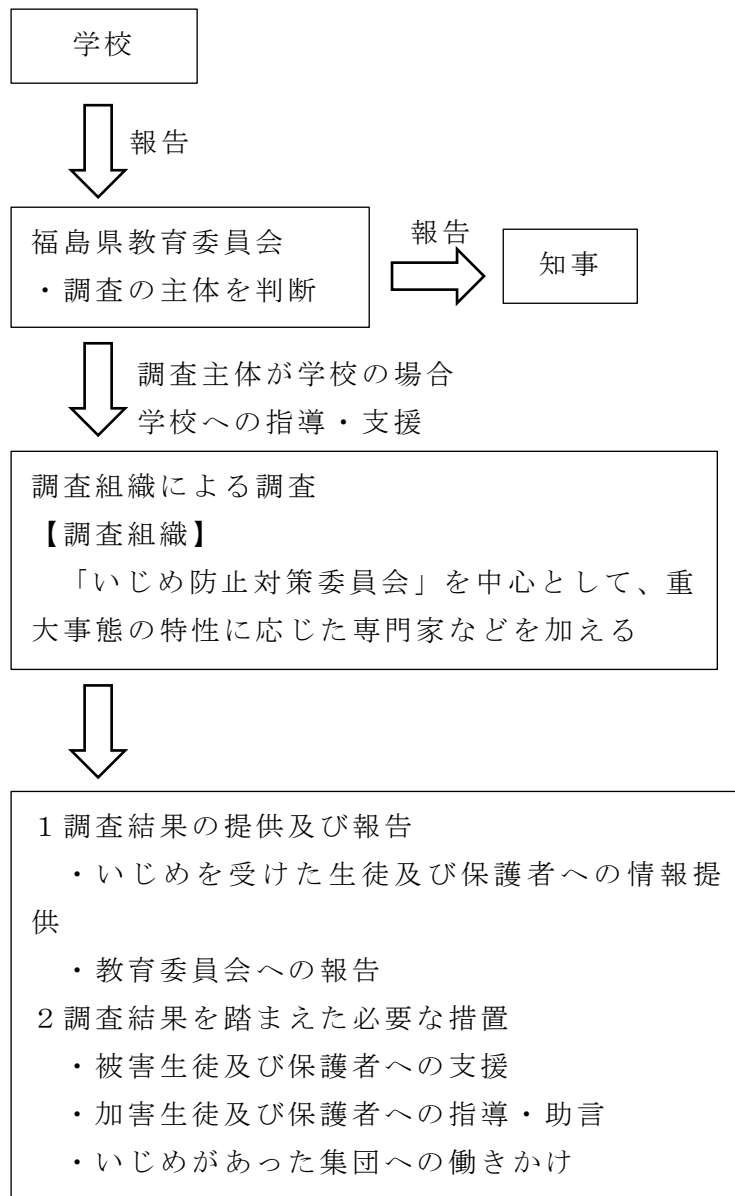 学校
報告
福島県教育委員会
・調査の主体を判断
報告
知事
調査主体が学校の場合
学校への指導・支援
調査組織による調査
【調査組織】
「いじめ防止対策委員会」を中心として、重
大事態の特性に応じた専門家などを加える
１調査結果の提供及び報告
・いじめを受けた生徒及び保護者への情報提
供
・教育委員会への報告
２調査結果を踏まえた必要な措置
・被害生徒及び保護者への支援
・加害生徒及び保護者への指導・助言
・いじめがあった集団への働きかけ